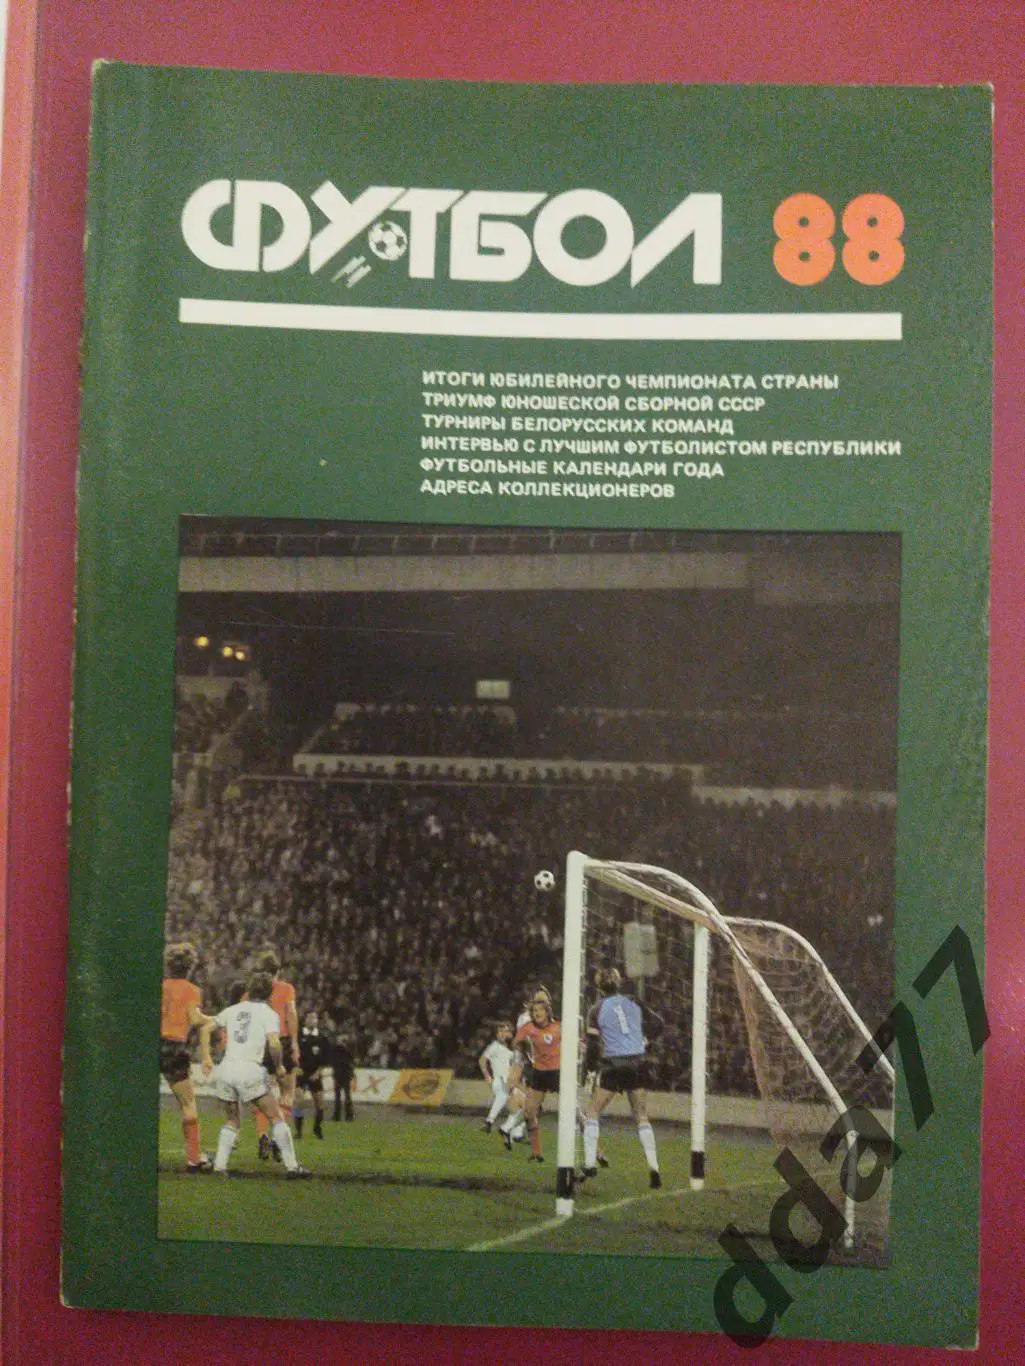 ФУТБОЛ 88
ИТОГИ ЮБИЛЕЙНОГО ЧЕМПИОНАТА СТРАНЫ
ТРИУМФ ЮНОШЕСКОЙ СБОРНОЙ СССР
ТУРНИРЫ БЕЛОРУССКИХ КОМАНД
ИНТЕРВЬЮ С ЛУЧШИМ ФУТБОЛИСТОМ РЕСПУБЛИКИ
ФУТБОЛЬНЫЕ КАЛЕНДАРИ ГОДА
АДРЕСА КОЛЛЕКЦИОНЕРОВ
3
1
dda77